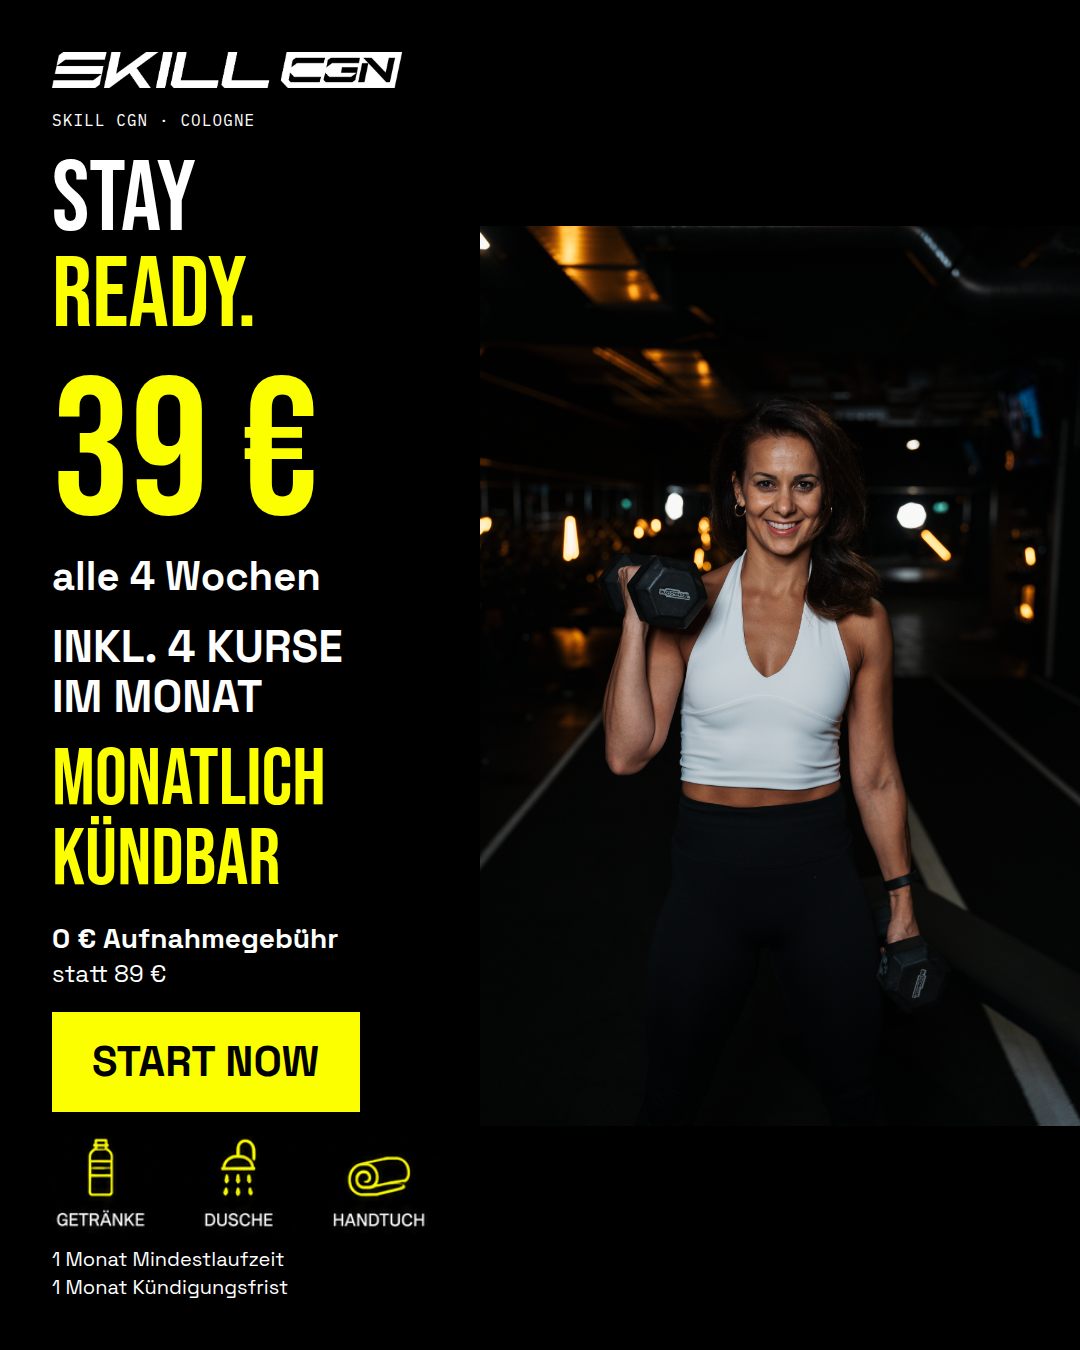 SKILL CGN
SKILL CGN · COLOGNE
STAY
READY.
39 €
alle 4 Wochen
INKL. 4 KURSE
IM MONAT
MONATLICH
KÜNDBAR
0 € Aufnahmegebühr
statt 89 €
START NOW
GETRÄNKE DUSCHE HANDTUCH
1 Monat Mindestlaufzeit
1 Monat Kündigungsfrist